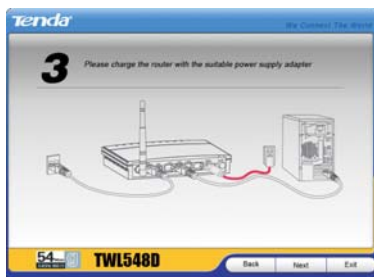 Tenda
We Connect The World
3
Please charge the router with the suitable power supply adapter
54
TWL548D
Back
Next
Exit